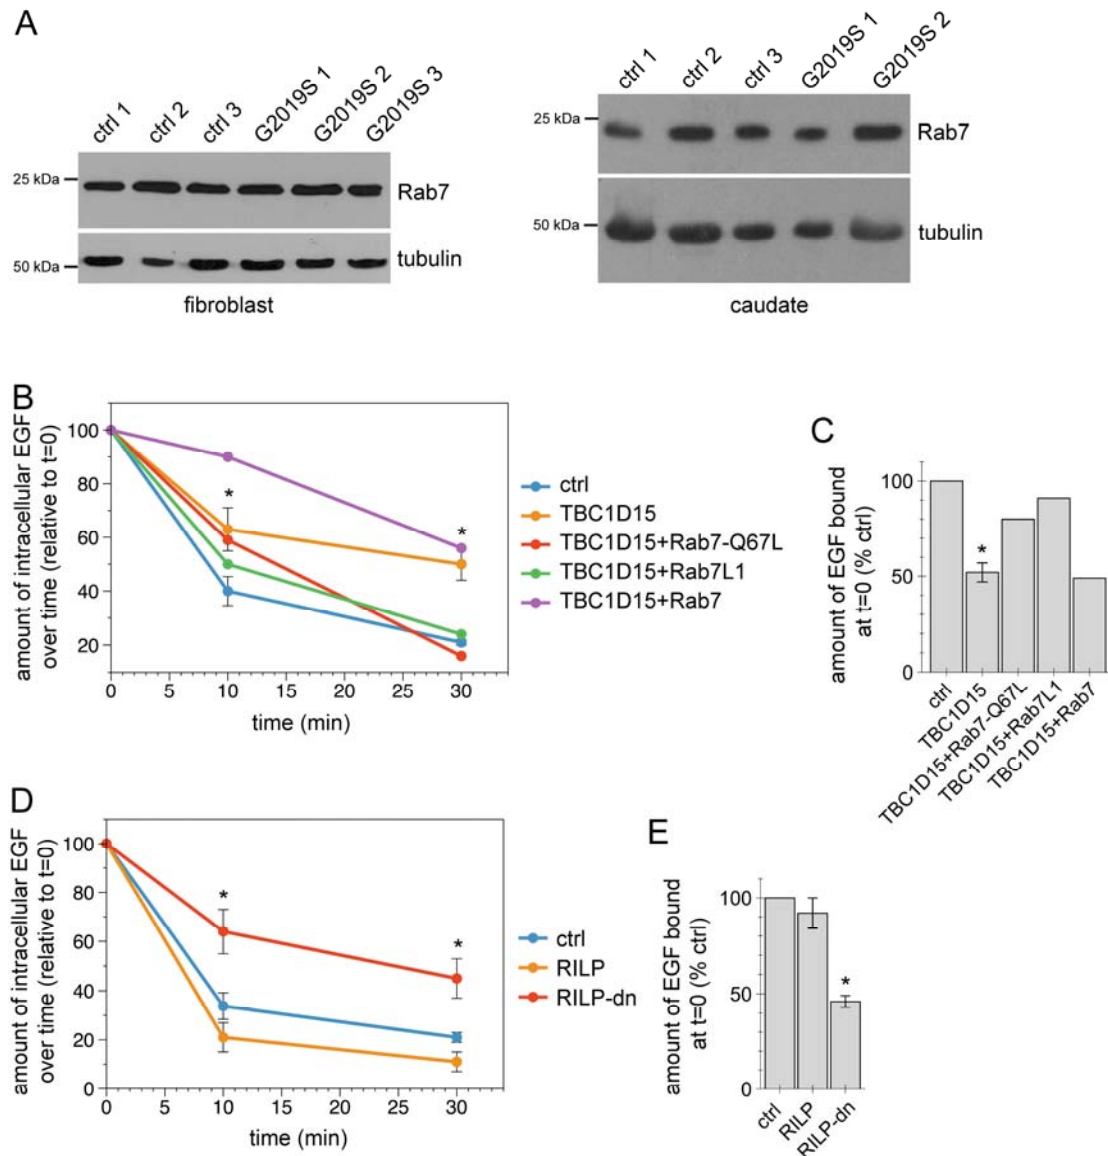 A
ctrl 1
ctrl 2
ctrl 3
G2019S 1
G2019S 2
G2019S 3
25 kDa
Rab7
50 kDa
tubulin
fibroblast
ctrl 1
ctrl 2
ctrl 3
G2019S 1
G2019S 2
25 kDa
Rab7
50 kDa
tubulin
caudate
B
amount of intracellular EGF
over time (relative to t=0)
100
80
60
40
20
*
*
0
5
10
15
20
25
30
time (min)
ctrl
TBC1D15
TBC1D15+Rab7-Q67L
TBC1D15+Rab7L1
TBC1D15+Rab7
C
amount of EGF bound
at t=0 (% ctrl)
100
50
0
*
ctrl
TBC1D15
TBC1D15+Rab7-Q67L
TBC1D15+Rab7L1
TBC1D15+Rab7
D
amount of intracellular EGF
over time (relative to t=0)
100
80
60
40
20
0
*
*
0
5
10
15
20
25
30
time (min)
ctrl
RILP
RILP-dn
E
amount of EGF bound
at t=0 (% ctrl)
100
50
0
*
ctrl
RILP
RILP-dn